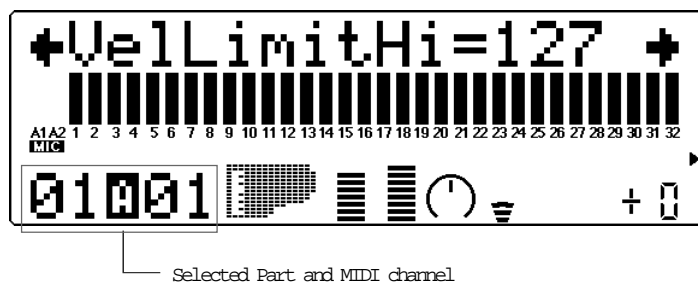 VelLimitHi=127
A1 A2 1 2 3 4 5 6 7 8 9 10 11 12 13 14 15 16 17 18 19 20 21 22 23 24 25 26 27 28 29 30 31 32
MIC
01A01 + 0
Selected Part and MIDI channel